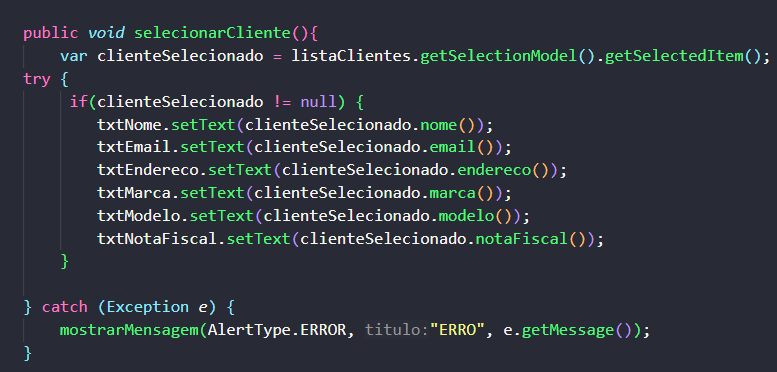 public void selecionarCliente(){
var clienteSelecionado = listaClientes.getSelectionModel().getSelectedItem();
try {
if(clienteSelecionado != null) {
txtNome.setText(clienteSelecionado.nome());
txtEmail.setText(clienteSelecionado.email());
txtEndereco.setText(clienteSelecionado.endereco());
txtMarca.setText(clienteSelecionado.marca());
txtModelo.setText(clienteSelecionado.modelo());
txtNotaFiscal.setText(clienteSelecionado.notaFiscal());
}
} catch (Exception e) {
mostrarMensagem(AlertType.ERROR, titulo:"ERRO", e.getMessage());
}